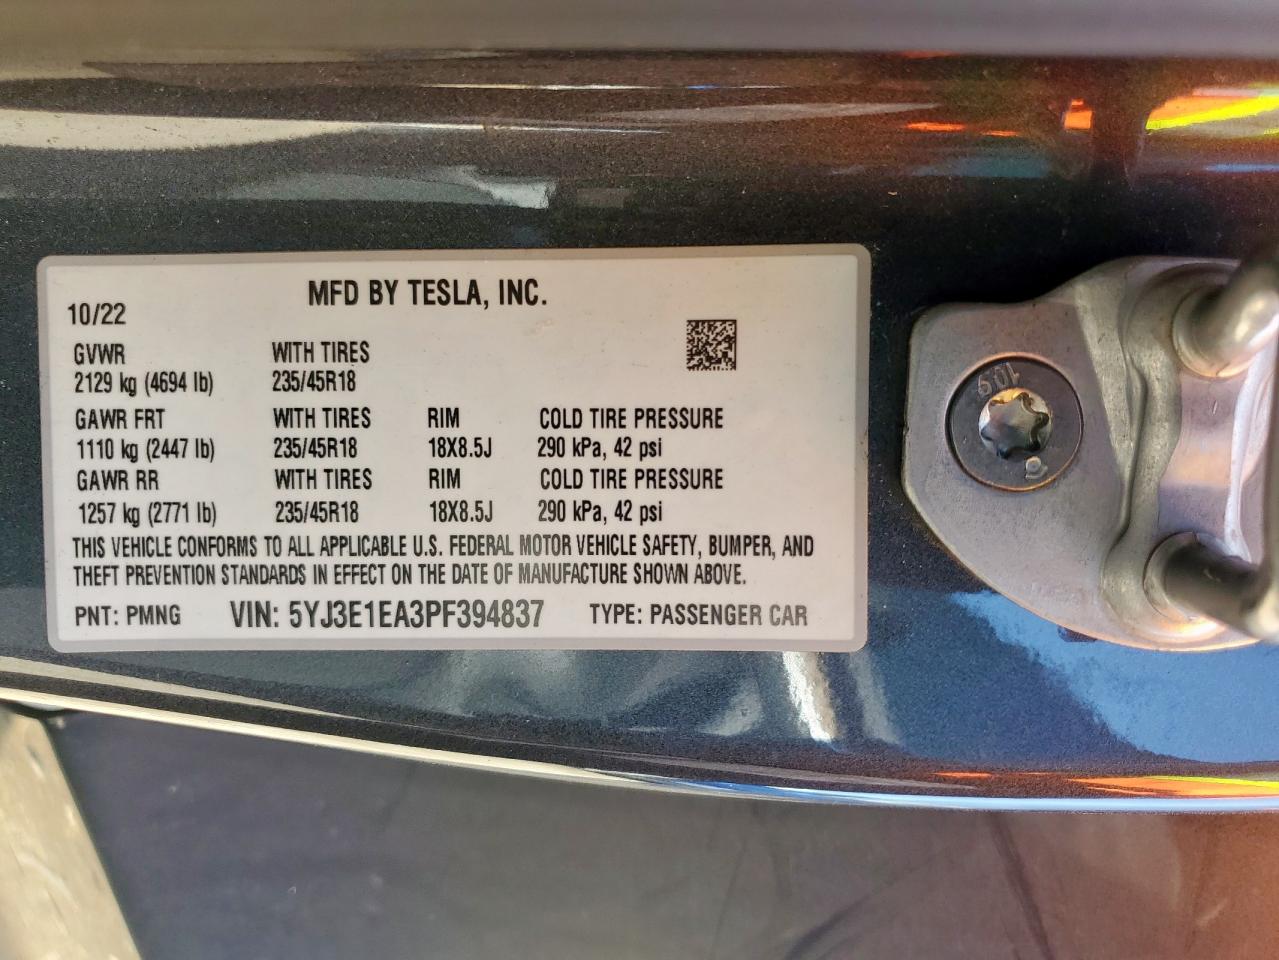 MFD BY TESLA, INC.
10/22
GVWR WITH TIRES
2129 kg (4694 lb) 235/45R18
GAWR FRT WITH TIRES RIM COLD TIRE PRESSURE
1110 kg (2447 lb) 235/45R18 18X8.5J 290 kPa, 42 psi
GAWR RR WITH TIRES RIM COLD TIRE PRESSURE
1257 kg (2771 lb) 235/45R18 18X8.5J 290 kPa, 42 psi
THIS VEHICLE CONFORMS TO ALL APPLICABLE U.S. FEDERAL MOTOR VEHICLE SAFETY, BUMPER, AND
THEFT PREVENTION STANDARDS IN EFFECT ON THE DATE OF MANUFACTURE SHOWN ABOVE.
PNT: PMNG VIN: 5YJ3E1EA3PF394837 TYPE: PASSENGER CAR
10.9